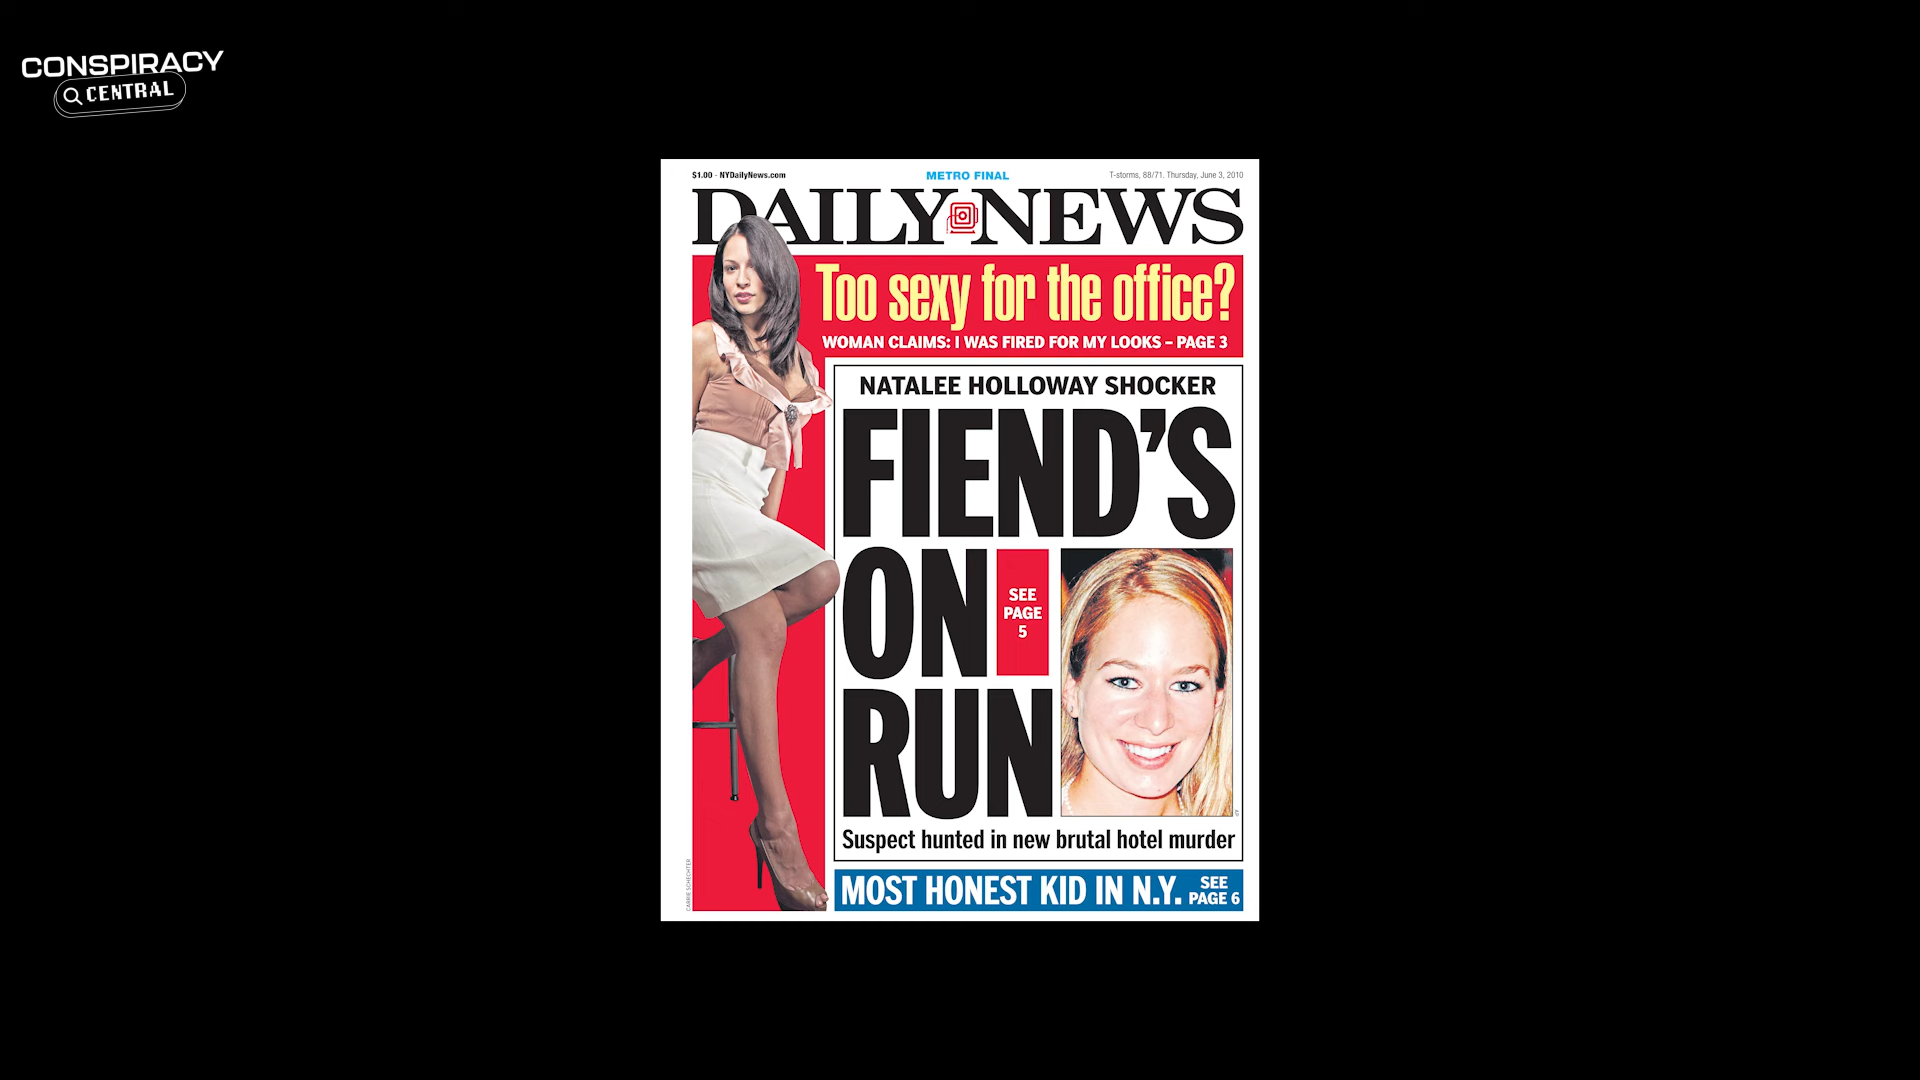 CONSPIRACY
CENTRAL
$1.00 - NYDailyNews.com
METRO FINAL
T-storms, 88/71. Thursday, June 3, 2010
DAILY NEWS
Too sexy for the office?
WOMAN CLAIMS: I WAS FIRED FOR MY LOOKS – PAGE 3
NATALEE HOLLOWAY SHOCKER
FIEND'S
ON
SEE
PAGE
5
RUN
Suspect hunted in new brutal hotel murder
MOST HONEST KID IN N.Y.
SEE
PAGE 6
CARRIE SCHECHTER